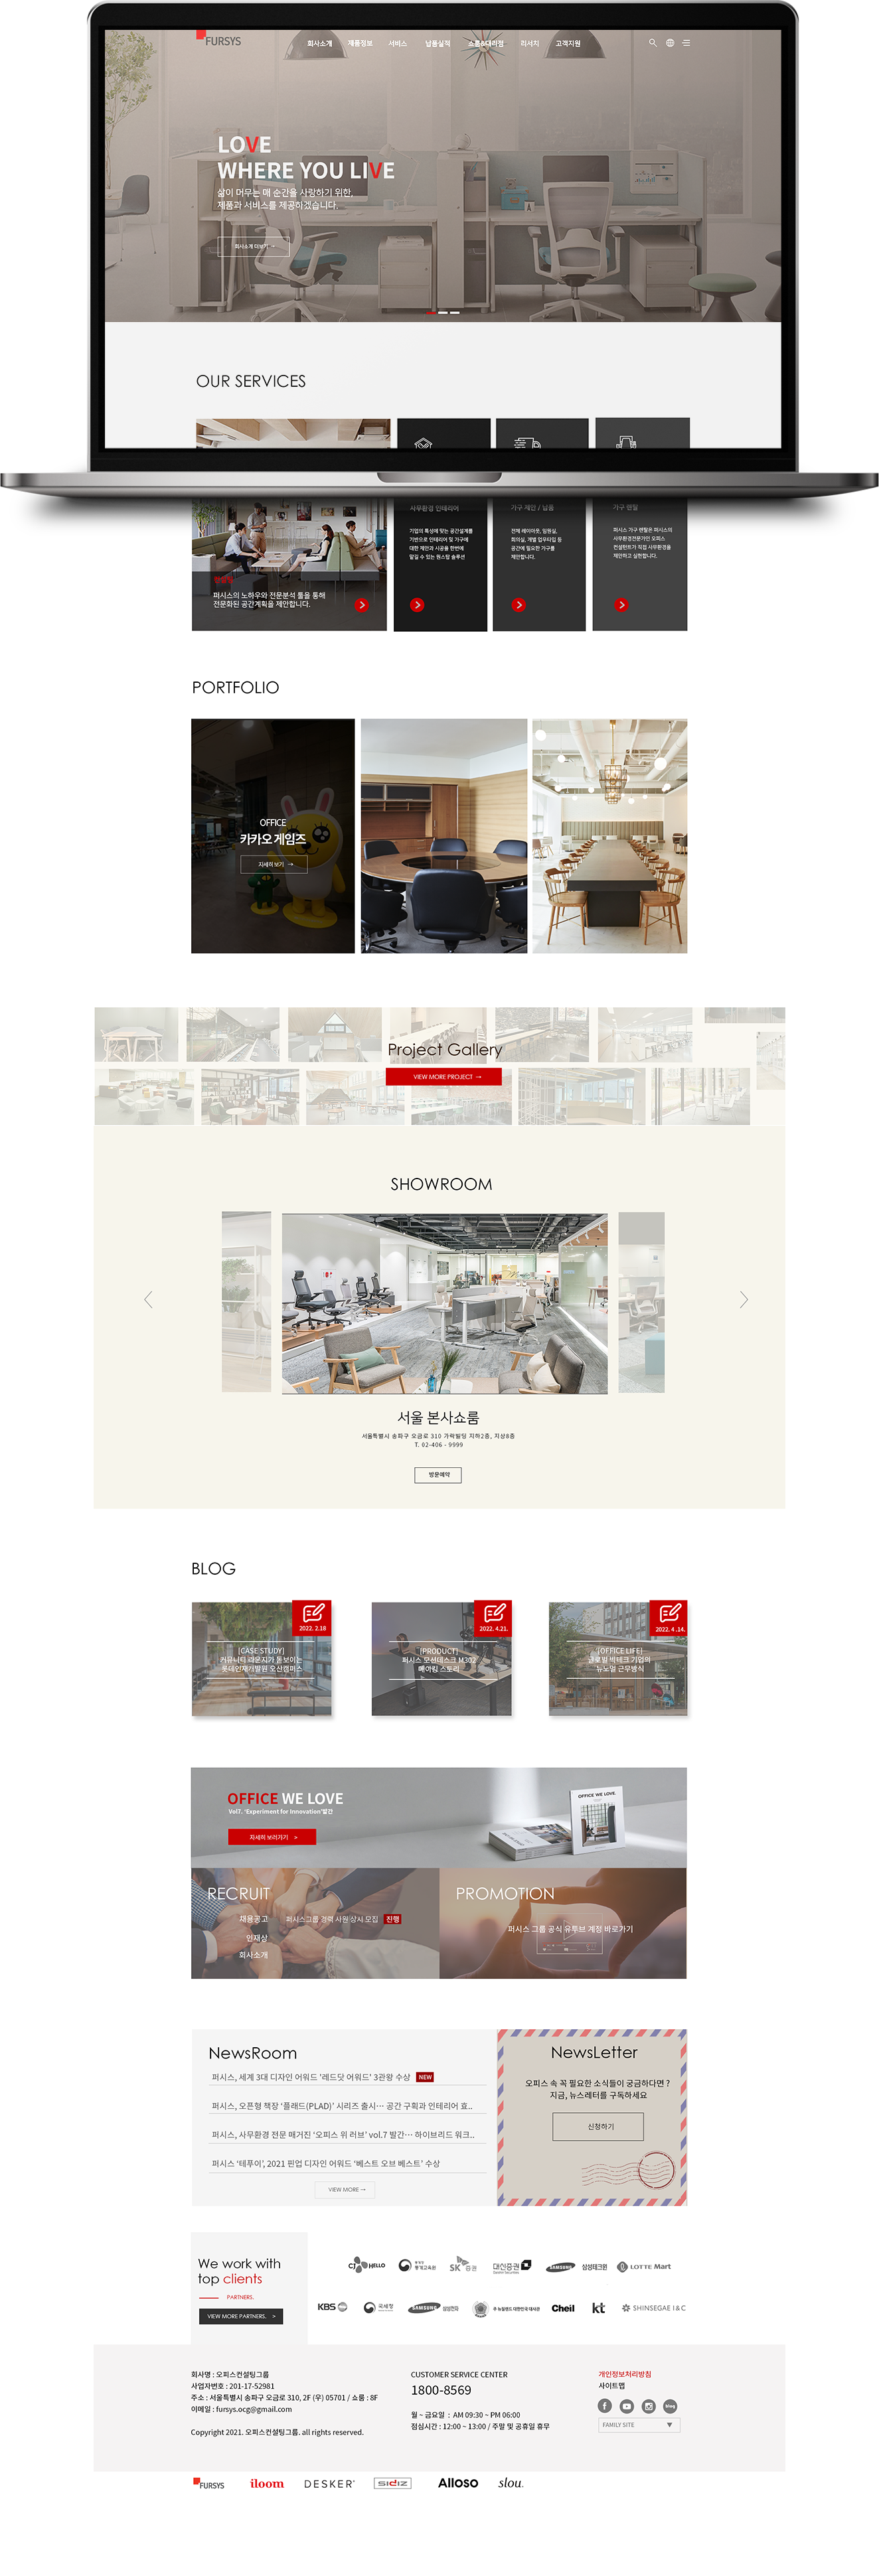 FURSYS
회사소개 제품정보 서비스 납품실적 쇼룸&대리점 리서치 고객지원
LOVE
WHERE YOU LIVE
삶이 머무는 매 순간을 사랑하기 위한,
제품과 서비스를 제공하겠습니다.
회사소개 더보기 →
OUR SERVICES
퍼시스의 노하우와 전문분석 툴을 통해
전문화된 공간계획을 제안합니다.
사무환경 인테리어
기업의 특성에 맞는 공간설계를
기반으로 인테리어 및 가구에
대한 제안과 시공을 한번에
맡길 수 있는 원스탑 솔루션
가구 제안 / 납품
전체 레이아웃, 임원실,
회의실, 개별 업무타입 등
공간에 필요한 가구를
제안합니다.
가구 렌탈
퍼시스 가구 렌탈은 퍼시스의
사무환경전문가인 오피스
컨설턴트가 직접 사무환경을
제안하고 실현합니다.
PORTFOLIO
OFFICE
카카오 게임즈
자세히 보기 →
Project Gallery
VIEW MORE PROJECT →
SHOWROOM
서울 본사쇼룸
서울특별시 송파구 오금로 310 가락빌딩 지하2층, 지상8층
T. 02-406 - 9999
방문예약
BLOG
2022. 2.18
[CASE STUDY]
커뮤니티 라운지가 돋보이는
롯데인재개발원 오산캠퍼스
2022. 4.21.
[PRODUCT]
퍼시스 모션데스크 M302
메이킹 스토리
2022. 4 .14.
[OFFICE LIFE]
글로벌 빅테크 기업의
뉴노멀 근무방식
OFFICE WE LOVE
Vol7. ‘Experiment for Innovation’발간
자세히 보러가기 >
OFFICE WE LOVE.
RECRUIT
채용공고 퍼시스그룹 경력 사원 상시 모집 진행
인재상
회사소개
PROMOTION
퍼시스 그룹 공식 유투브 계정 바로가기
NewsRoom
퍼시스, 세계 3대 디자인 어워드 '레드닷 어워드' 3관왕 수상 NEW
퍼시스, 오픈형 책장 ‘플래드(PLAD)’ 시리즈 출시… 공간 구획과 인테리어 효..
퍼시스, 사무환경 전문 매거진 ‘오피스 위 러브’ vol.7 발간… 하이브리드 워크..
퍼시스 ‘테푸이’, 2021 핀업 디자인 어워드 ‘베스트 오브 베스트’ 수상
VIEW MORE →
NewsLetter
오피스 속 꼭 필요한 소식들이 궁금하다면 ?
지금, 뉴스레터를 구독하세요
신청하기
We work with
top clients
PARTNERS.
VIEW MORE PARTNERS. >
CJ HELLO 통계교육원 SK증권 대신증권 SAMSUNG 삼성테크윈 LOTTE Mart
KBS 국세청 SAMSUNG 삼성전자 주 뉴질랜드 대한민국 대사관 Cheil kt SHINSEGAE I&C
회사명 : 오피스컨설팅그룹
사업자번호 : 201-17-52981
주소 : 서울특별시 송파구 오금로 310, 2F (우) 05701 / 쇼룸 : 8F
이메일 : fursys.ocg@gmail.com
Copyright 2021. 오피스컨설팅그룹. all rights reserved.
CUSTOMER SERVICE CENTER
1800-8569
월 ~ 금요일 : AM 09:30 ~ PM 06:00
점심시간 : 12:00 ~ 13:00 / 주말 및 공휴일 휴무
개인정보처리방침
사이트맵
blog
FAMILY SITE ▼
FURSYS iloom DESKER SIDIZ Alloso slou.